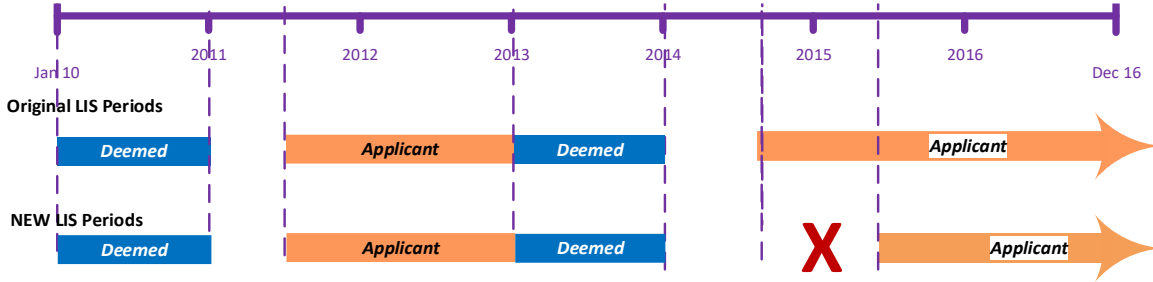 2011
2012
2013
2014
2015
2016
Jan 10
Dec 16
Original LIS Periods
Deemed
Applicant
Deemed
Applicant
NEW LIS Periods
Deemed
Applicant
Deemed
X
Applicant